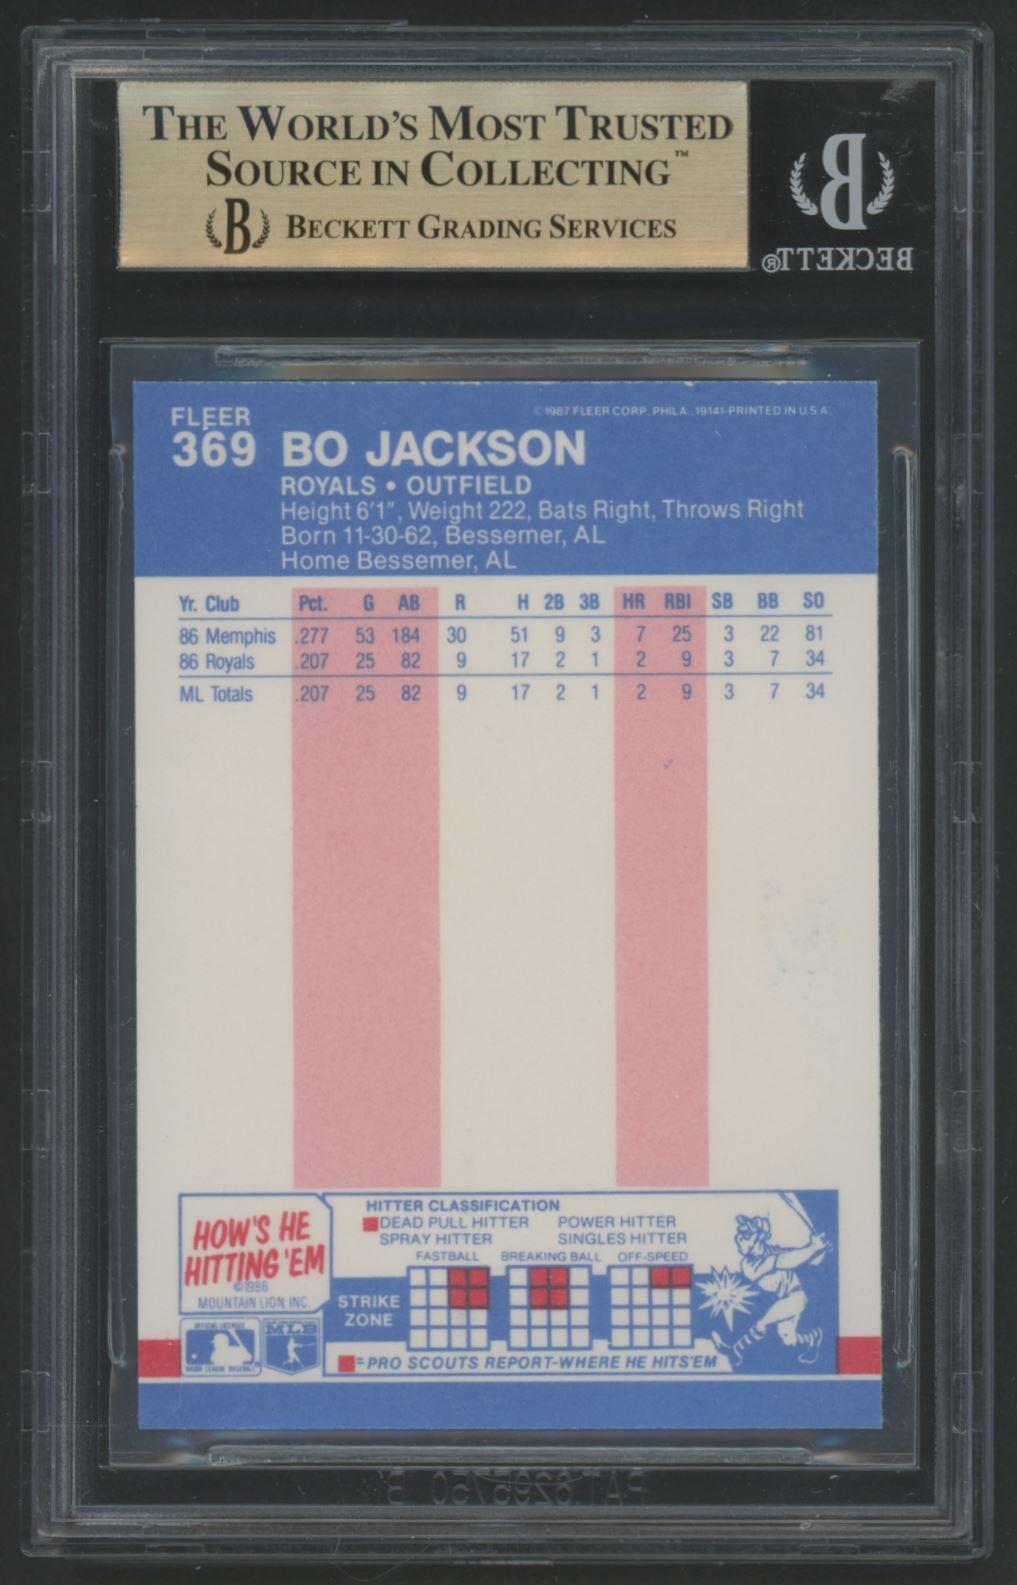 THE WORLD'S MOST TRUSTED
SOURCE IN COLLECTING™
B BECKETT GRADING SERVICES
B
BECKETT®
FLEER
369 BO JACKSON
©1987 FLEER CORP. PHILA., 19141-PRINTED IN U.S.A.
ROYALS • OUTFIELD
Height 6'1", Weight 222, Bats Right, Throws Right
Born 11-30-62, Bessemer, AL
Home Bessemer, AL
Yr. Club Pct. G AB R H 2B 3B HR RBI SB BB SO
86 Memphis .277 53 184 30 51 9 3 7 25 3 22 81
86 Royals .207 25 82 9 17 2 1 2 9 3 7 34
ML Totals .207 25 82 9 17 2 1 2 9 3 7 34
HOW'S HE
HITTING 'EM
©1986
MOUNTAIN LION, INC.
HITTER CLASSIFICATION
DEAD PULL HITTER POWER HITTER
SPRAY HITTER SINGLES HITTER
FASTBALL BREAKING BALL OFF-SPEED
STRIKE
ZONE
OFFICIAL LICENSEE
MAJOR LEAGUE BASEBALL
=PRO SCOUTS REPORT-WHERE HE HITS'EM